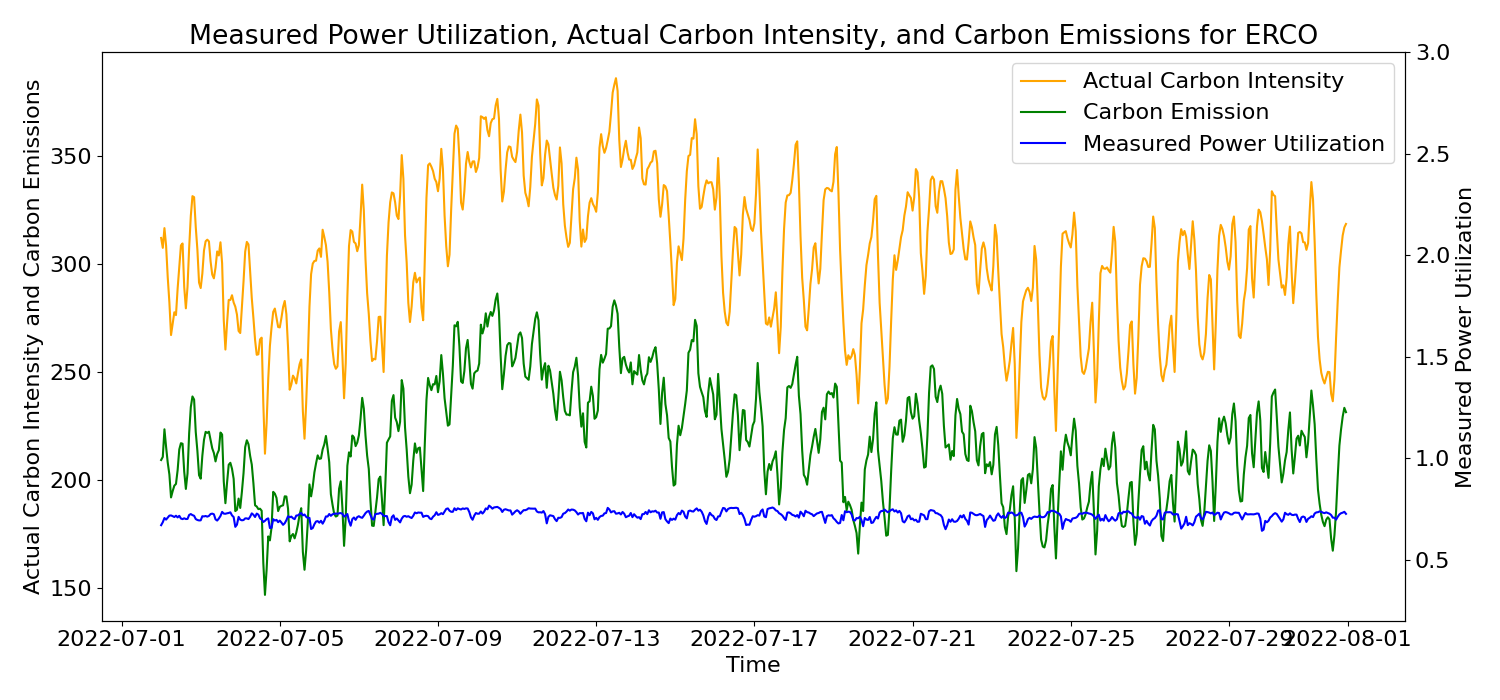 Measured Power Utilization, Actual Carbon Intensity, and Carbon Emissions for ERCO
Actual Carbon Intensity
Carbon Emission
Measured Power Utilization
Actual Carbon Intensity and Carbon Emissions
350
300
250
200
150
3.0
2.5
2.0
1.5
1.0
0.5
Measured Power Utilization
2022-07-01 2022-07-05 2022-07-09 2022-07-13 2022-07-17 2022-07-21 2022-07-25 2022-07-29 2022-08-01
Time